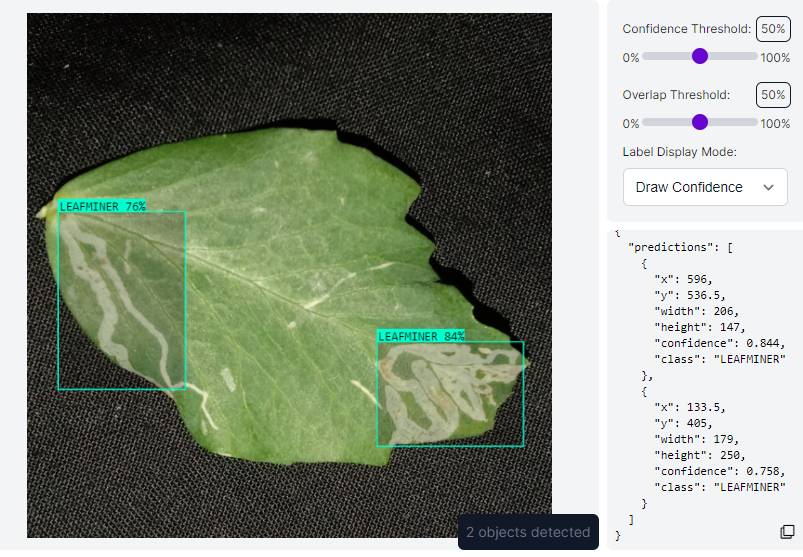 LEAFMINER 76%
LEAFMINER 84%
2 objects detected
Confidence Threshold: 50%
0% 100%
Overlap Threshold: 50%
0% 100%
Label Display Mode:
Draw Confidence
{
"predictions": [
{
"x": 596,
"y": 536.5,
"width": 206,
"height": 147,
"confidence": 0.844,
"class": "LEAFMINER"
},
{
"x": 133.5,
"y": 405,
"width": 179,
"height": 250,
"confidence": 0.758,
"class": "LEAFMINER"
}
]
}